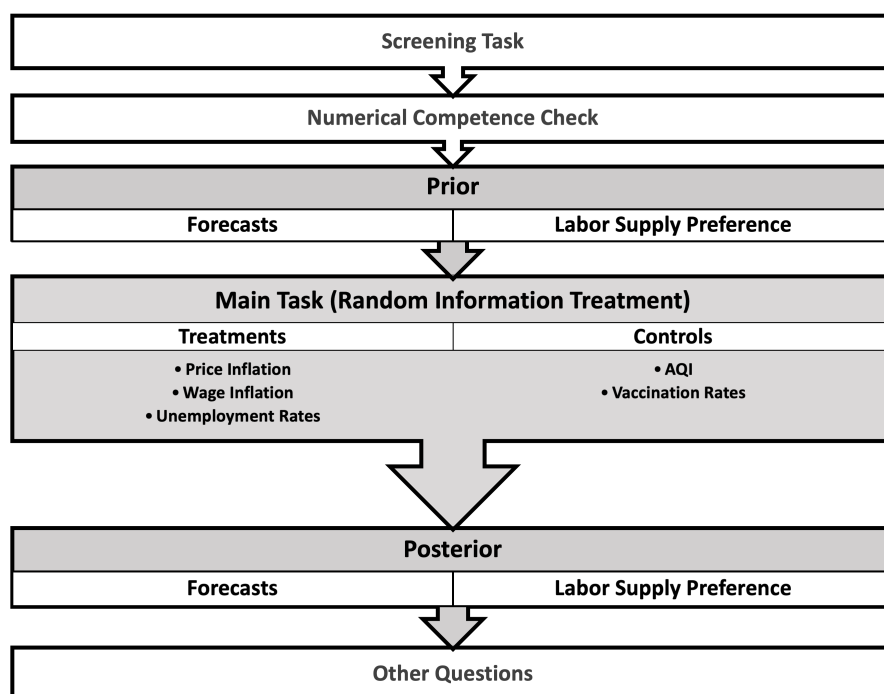 Screening Task
Numerical Competence Check
Prior
Forecasts
Labor Supply Preference
Main Task (Random Information Treatment)
Treatments
Controls
• Price Inflation
• Wage Inflation
• Unemployment Rates
• AQI
• Vaccination Rates
Posterior
Forecasts
Labor Supply Preference
Other Questions